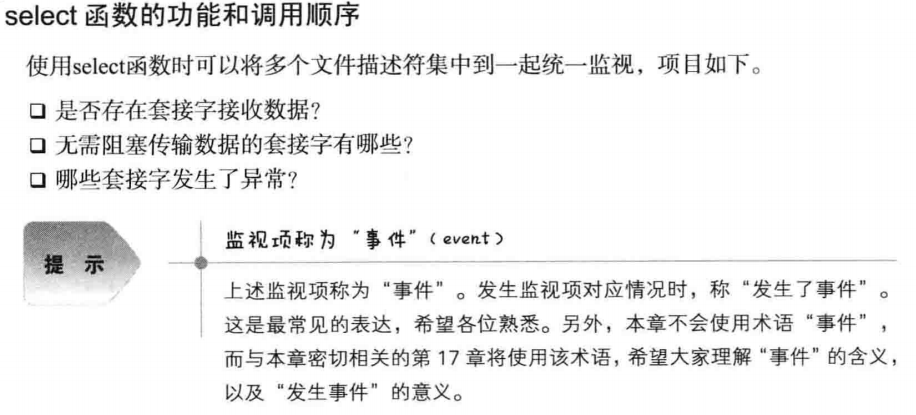 select 函数的功能和调用顺序
使用select函数时可以将多个文件描述符集中到一起统一监视，项目如下。
□ 是否存在套接字接收数据?
□ 无需阻塞传输数据的套接字有哪些?
□ 哪些套接字发生了异常?
提 示
监视项称为“事件”（event）
上述监视项称为“事件”。发生监视项对应情况时，称“发生了事件”。
这是最常见的表达，希望各位熟悉。另外，本章不会使用术语“事件”，
而与本章密切相关的第 17 章将使用该术语，希望大家理解“事件”的含义，
以及“发生事件”的意义。